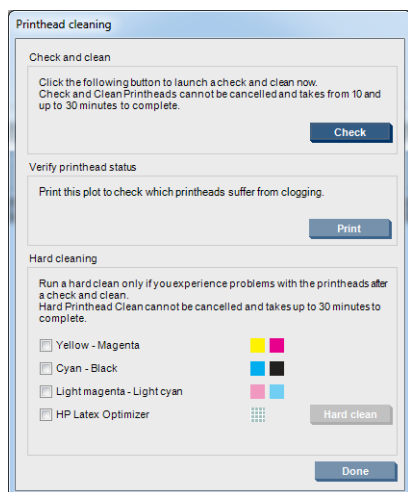 Printhead cleaning
Check and clean
Click the following button to launch a check and clean now.
Check and Clean Printheads cannot be cancelled and takes from 10 and
up to 30 minutes to complete.
Check
Verify printhead status
Print this plot to check which printheads suffer from clogging.
Print
Hard cleaning
Run a hard clean only if you experience problems with the printheads after
a check and clean.
Hard Printhead Clean cannot be cancelled and takes up to 30 minutes to
complete.
Yellow - Magenta
Cyan - Black
Light magenta - Light cyan
HP Latex Optimizer
Hard clean
Done